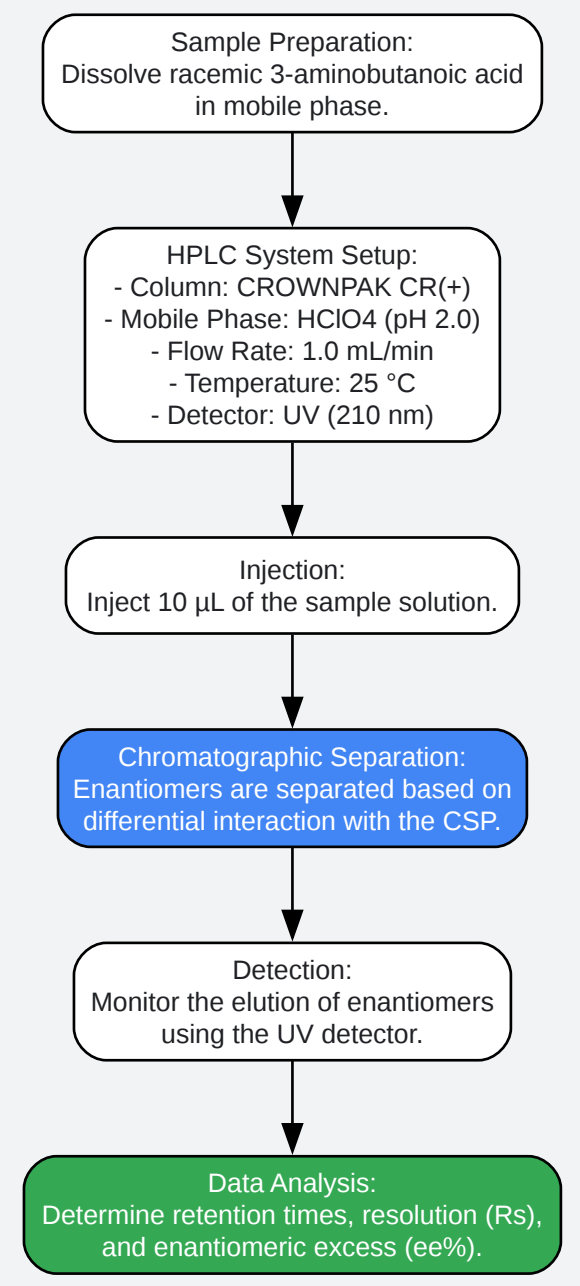 Sample Preparation:
Dissolve racemic 3-aminobutanoic acid
in mobile phase.
HPLC System Setup:
- Column: CROWNPAK CR(+)
- Mobile Phase: HClO4 (pH 2.0)
- Flow Rate: 1.0 mL/min
- Temperature: 25 °C
- Detector: UV (210 nm)
Injection:
Inject 10 µL of the sample solution.
Chromatographic Separation:
Enantiomers are separated based on
differential interaction with the CSP.
Detection:
Monitor the elution of enantiomers
using the UV detector.
Data Analysis:
Determine retention times, resolution (Rs),
and enantiomeric excess (ee%).